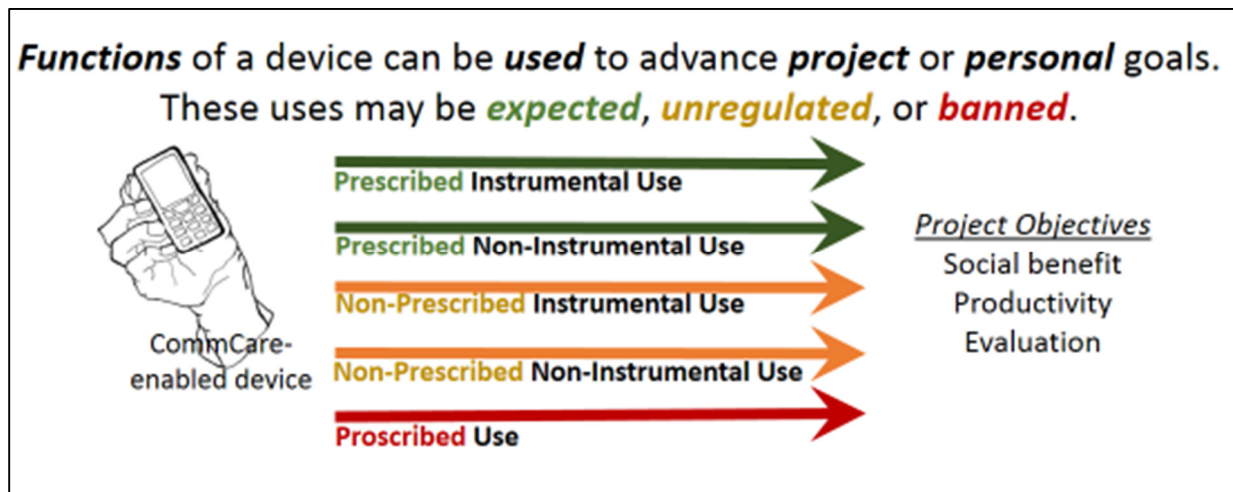 Functions of a device can be used to advance project or personal goals.
These uses may be expected, unregulated, or banned.
Prescribed Instrumental Use
Prescribed Non-Instrumental Use
Non-Prescribed Instrumental Use
Non-Prescribed Non-Instrumental Use
Proscribed Use
CommCare-
enabled device
Project Objectives
Social benefit
Productivity
Evaluation